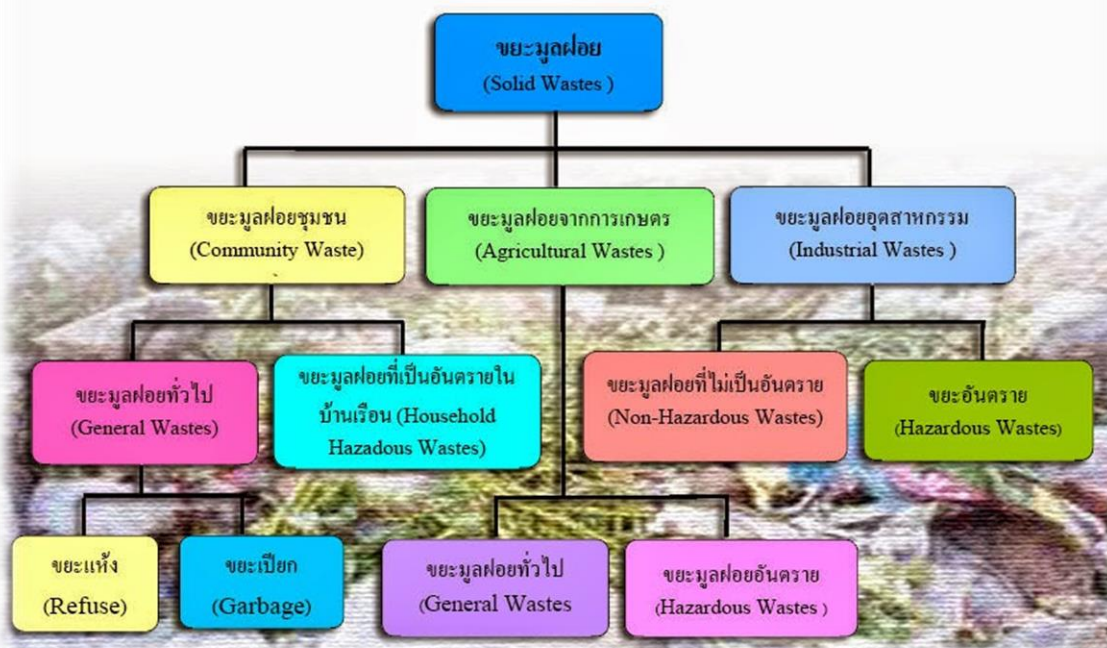 ขยะมูลฝอย
(Solid Wastes )
ขยะมูลฝอยชุมชน
(Community Waste)
ขยะมูลฝอยจากการเกษตร
(Agricultural Wastes )
ขยะมูลฝอยอุตสาหกรรม
(Industrial Wastes )
ขยะมูลฝอยทั่วไป
(General Wastes)
ขยะมูลฝอยที่เป็นอันตรายใน
บ้านเรือน (Household
Hazadous Wastes)
ขยะมูลฝอยที่ไม่เป็นอันตราย
(Non-Hazardous Wastes)
ขยะอันตราย
(Hazardous Wastes)
ขยะแห้ง
(Refuse)
ขยะเปียก
(Garbage)
ขยะมูลฝอยทั่วไป
(General Wastes
ขยะมูลฝอยอันตราย
(Hazardous Wastes )